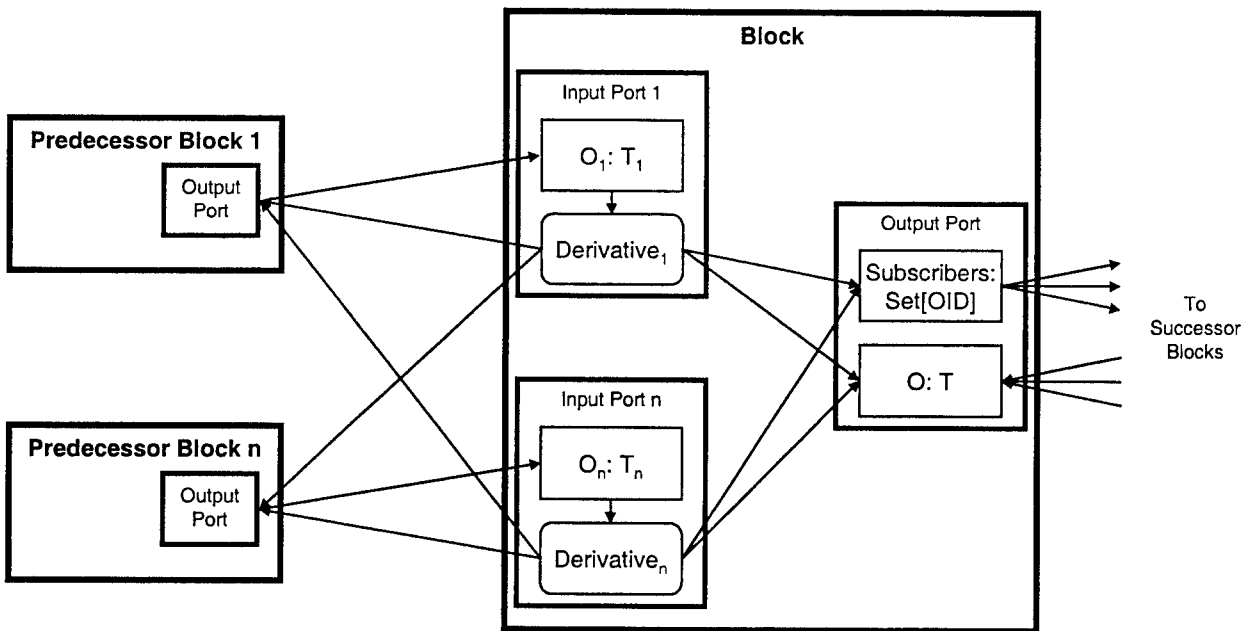 Block
Input Port 1
O₁: T₁
Derivative₁
Predecessor Block 1
Output
Port
Output Port
Subscribers:
Set[OID]
O: T
To
Successor
Blocks
Input Port n
Oₙ: Tₙ
Derivativeₙ
Predecessor Block n
Output
Port